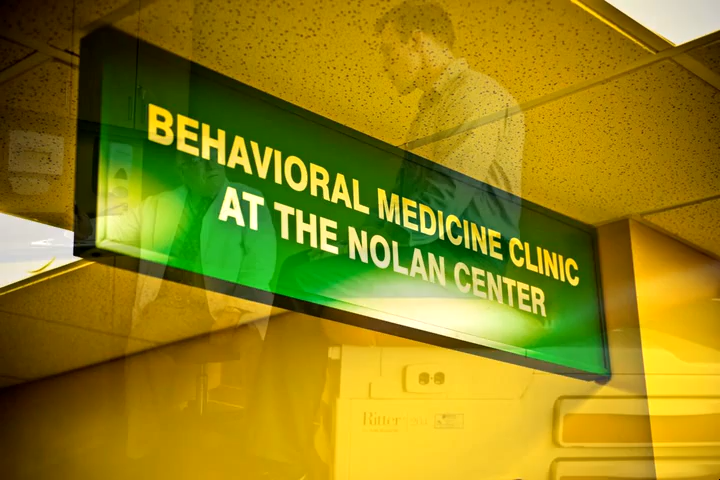 BEHAVIORAL MEDICINE CLINIC
AT THE NOLAN CENTER
Ritter